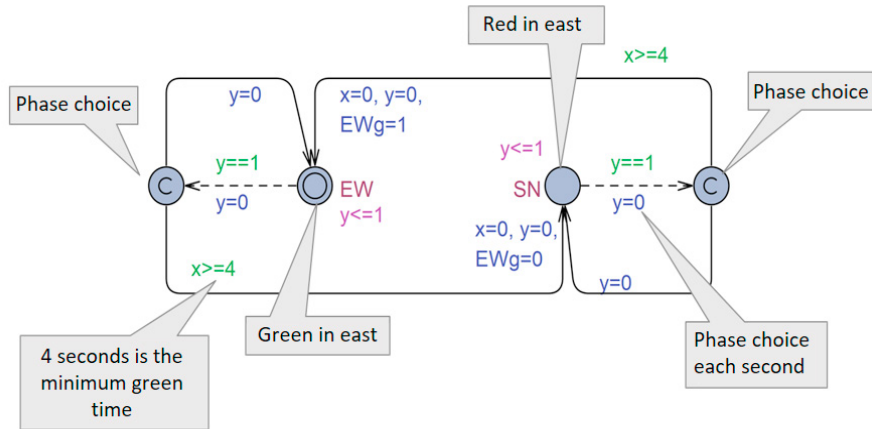 Red in east
x>=4
Phase choice
y=0
x=0, y=0,
EWg=1
Phase choice
y<=1
y==1
y==1
C
EW
SN
C
y=0
y<=1
y=0
x=0, y=0,
EWg=0
x>=4
y=0
Green in east
4 seconds is the
minimum green
time
Phase choice
each second